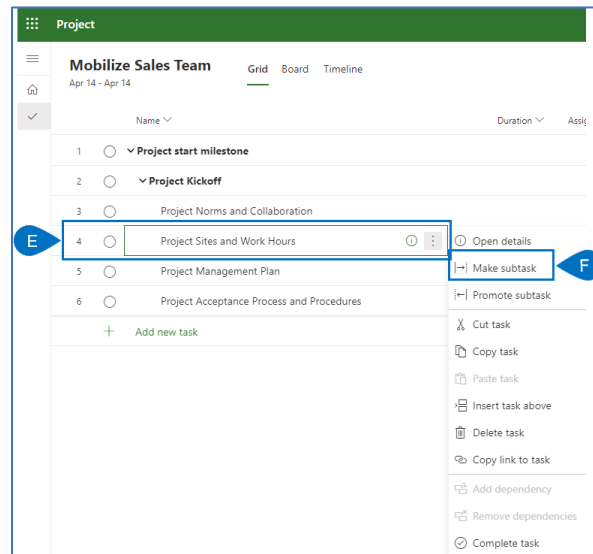 Project
Mobilize Sales Team
Grid Board Timeline
Apr 14 - Apr 14
Name Duration
1 Project start milestone
2 Project Kickoff
3 Project Norms and Collaboration
E 4 Project Sites and Work Hours Open details
5 Project Management Plan Make subtask F
6 Project Acceptance Process and Procedures Promote subtask
Add new task Cut task
Copy task
Paste task
Insert task above
Delete task
Copy link to task
Add dependency
Remove dependencies
Complete task